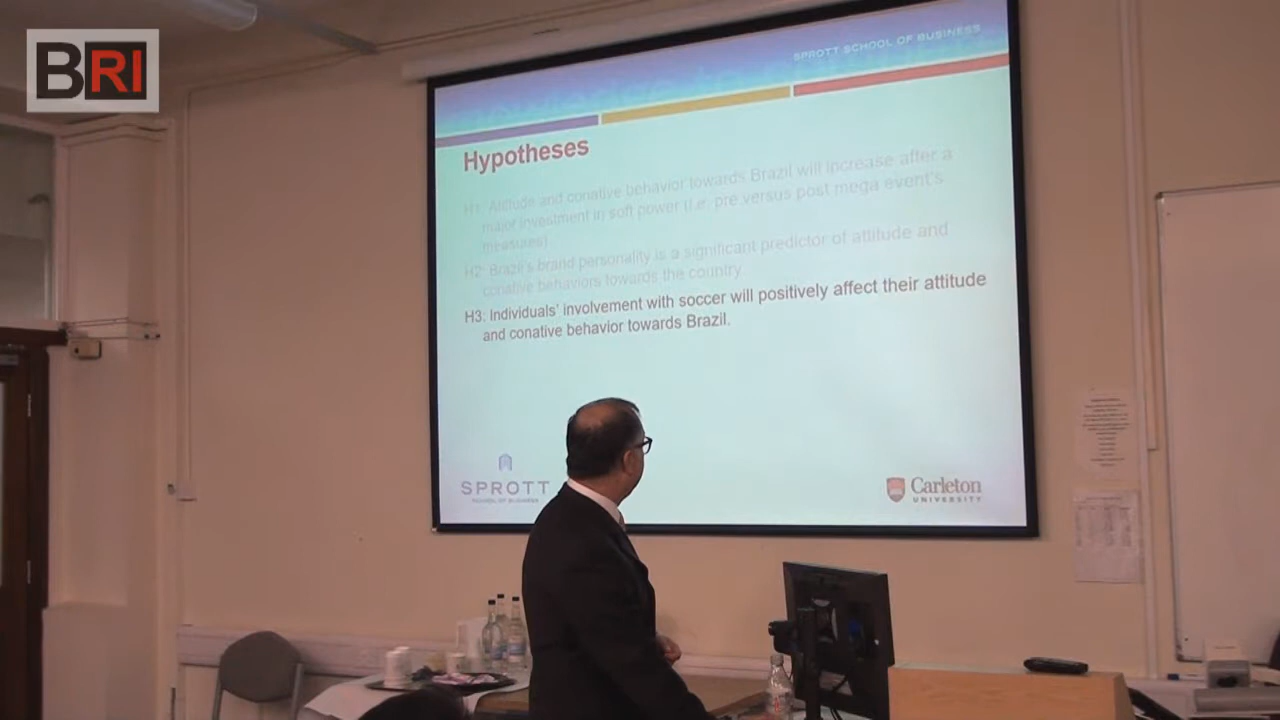 BRI
SPROTT SCHOOL OF BUSINESS
Hypotheses
H1: Attitude and conative behavior towards Brazil will increase after a
major investment in soft power (i.e. pre versus post mega event's
measures)
H2: Brazil's brand personality is a significant predictor of attitude and
conative behaviors towards the country.
H3: Individuals' involvement with soccer will positively affect their attitude
and conative behavior towards Brazil.
SPROTT
SCHOOL OF BUSINESS
Carleton
UNIVERSITY